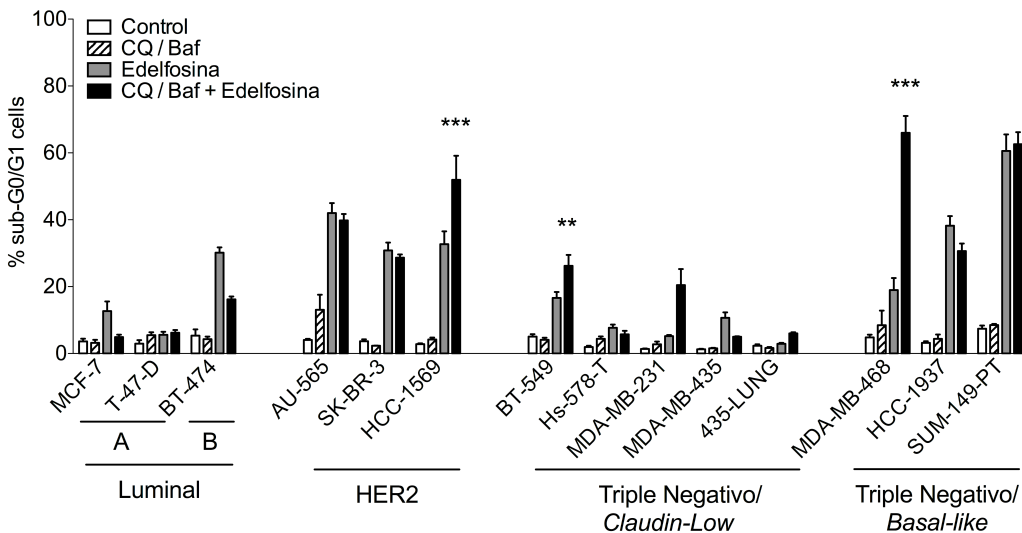 % sub-G0/G1 cells
100
80
60
40
20
0
Control
CQ / Baf
Edelfosina
CQ / Baf + Edelfosina
***
**
***
MCF-7
T-47-D
BT-474
AU-565
SK-BR-3
HCC-1569
BT-549
Hs-578-T
MDA-MB-231
MDA-MB-435
435-LUNG
MDA-MB-468
HCC-1937
SUM-149-PT
A
B
Luminal
HER2
Triple Negativo/
Claudin-Low
Triple Negativo/
Basal-like